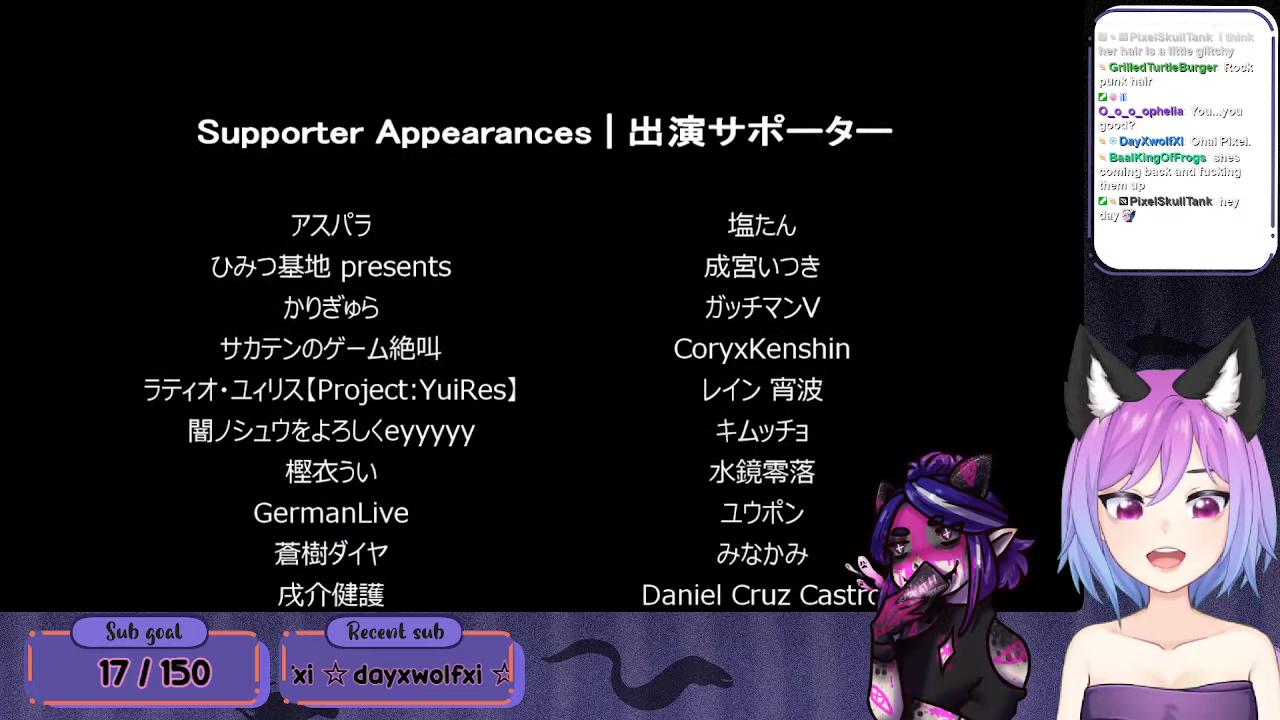 Supporter Appearances | 出演サポーター
アスパラ
塩たん
ひみつ基地 presents
成宮いつき
かりぎゅら
ガッチマンV
サカテンのゲーム絶叫
CoryxKenshin
ラティオ・ユィリス【Project:YuiRes】
レイン 宵波
闇ノシュウをよろしくeyyyyy
キムッチョ
樫衣うい
水鏡零落
GermanLive
ユウポン
蒼樹ダイヤ
みなかみ
戌介健護
Daniel Cruz Castro
PixelSkullTank I think
her hair is a little glitchy
GrilledTurtleBurger Rock
punk hair
O_o_o_ophelia You...you
good?
DayXwolfXI Ohai Pixel.
BaalKingOfFrogs shes
coming back and fucking
them up
PixelSkullTank hey
day
Sub goal
17 / 150
Recent sub
xi ☆ dayxwolfxi ☆